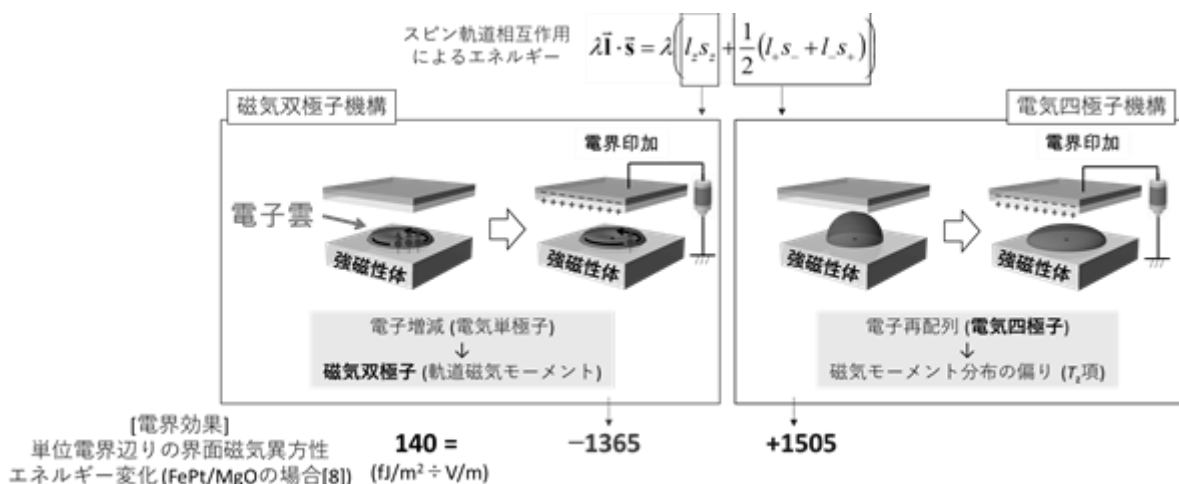 スピン軌道相互作用
によるエネルギー
λl⃗·s⃗ = λ(l_z s_z + 1/2(l₊s₋ + l₋s₊))
磁気双極子機構
電界印加
電子雲
強磁性体
強磁性体
電子増減 (電気単極子)
↓
磁気双極子 (軌道磁気モーメント)
電気四極子機構
電界印加
強磁性体
強磁性体
電子再配列 (電気四極子)
↓
磁気モーメント分布の偏り (T_z項)
[電界効果]
単位電界辺りの界面磁気異方性
エネルギー変化 (FePt/MgOの場合[8])
140 =
(fJ/m² ÷ V/m)
−1365
+1505